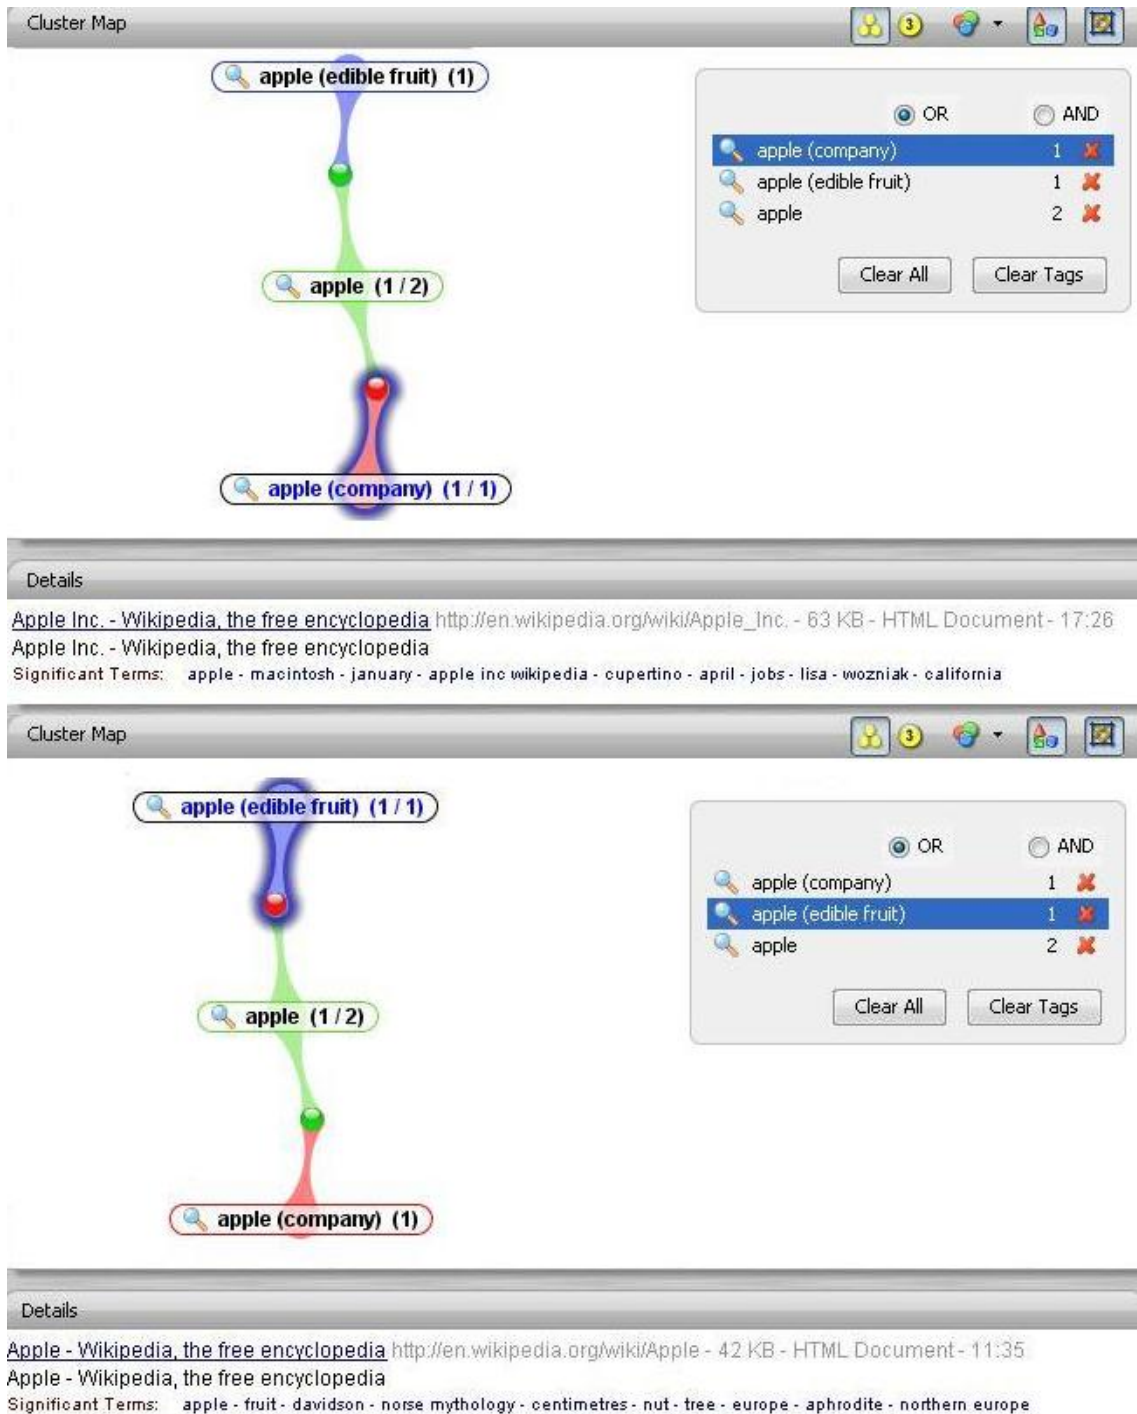 Cluster Map
3
apple (edible fruit) (1)
apple (1 / 2)
apple (company) (1 / 1)
OR AND
apple (company) 1
apple (edible fruit) 1
apple 2
Clear All Clear Tags
Details
Apple Inc. - Wikipedia, the free encyclopedia http://en.wikipedia.org/wiki/Apple_Inc. - 63 KB - HTML Document - 17:26
Apple Inc. - Wikipedia, the free encyclopedia
Significant Terms: apple - macintosh - january - apple inc wikipedia - cupertino - april - jobs - lisa - wozniak - california
Cluster Map
3
apple (edible fruit) (1 / 1)
apple (1 / 2)
apple (company) (1)
OR AND
apple (company) 1
apple (edible fruit) 1
apple 2
Clear All Clear Tags
Details
Apple - Wikipedia, the free encyclopedia http://en.wikipedia.org/wiki/Apple - 42 KB - HTML Document - 11:35
Apple - Wikipedia, the free encyclopedia
Significant Terms: apple - fruit - davidson - norse mythology - centimetres - nut - tree - europe - aphrodite - northern europe